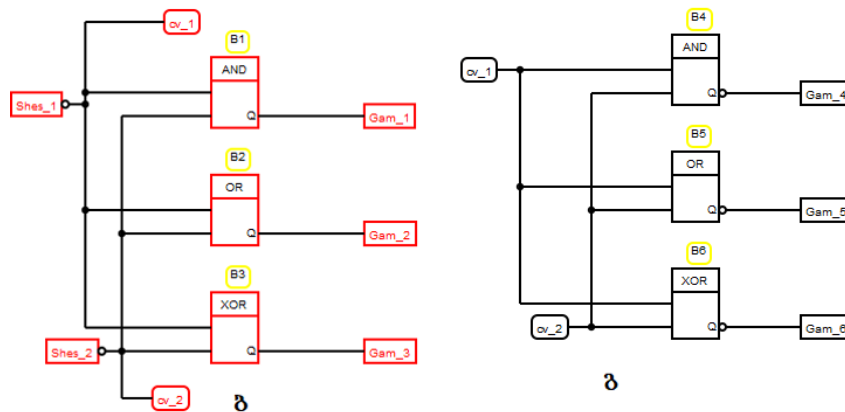 cv_1
B1
AND
Shes_1
Q
Gam_1
B2
OR
Q
Gam_2
B3
XOR
Shes_2
Q
Gam_3
cv_2
ა
B4
AND
cv_1
Q
Gam_4
B5
OR
Q
Gam_5
B6
XOR
cv_2
Q
Gam_6
ბ